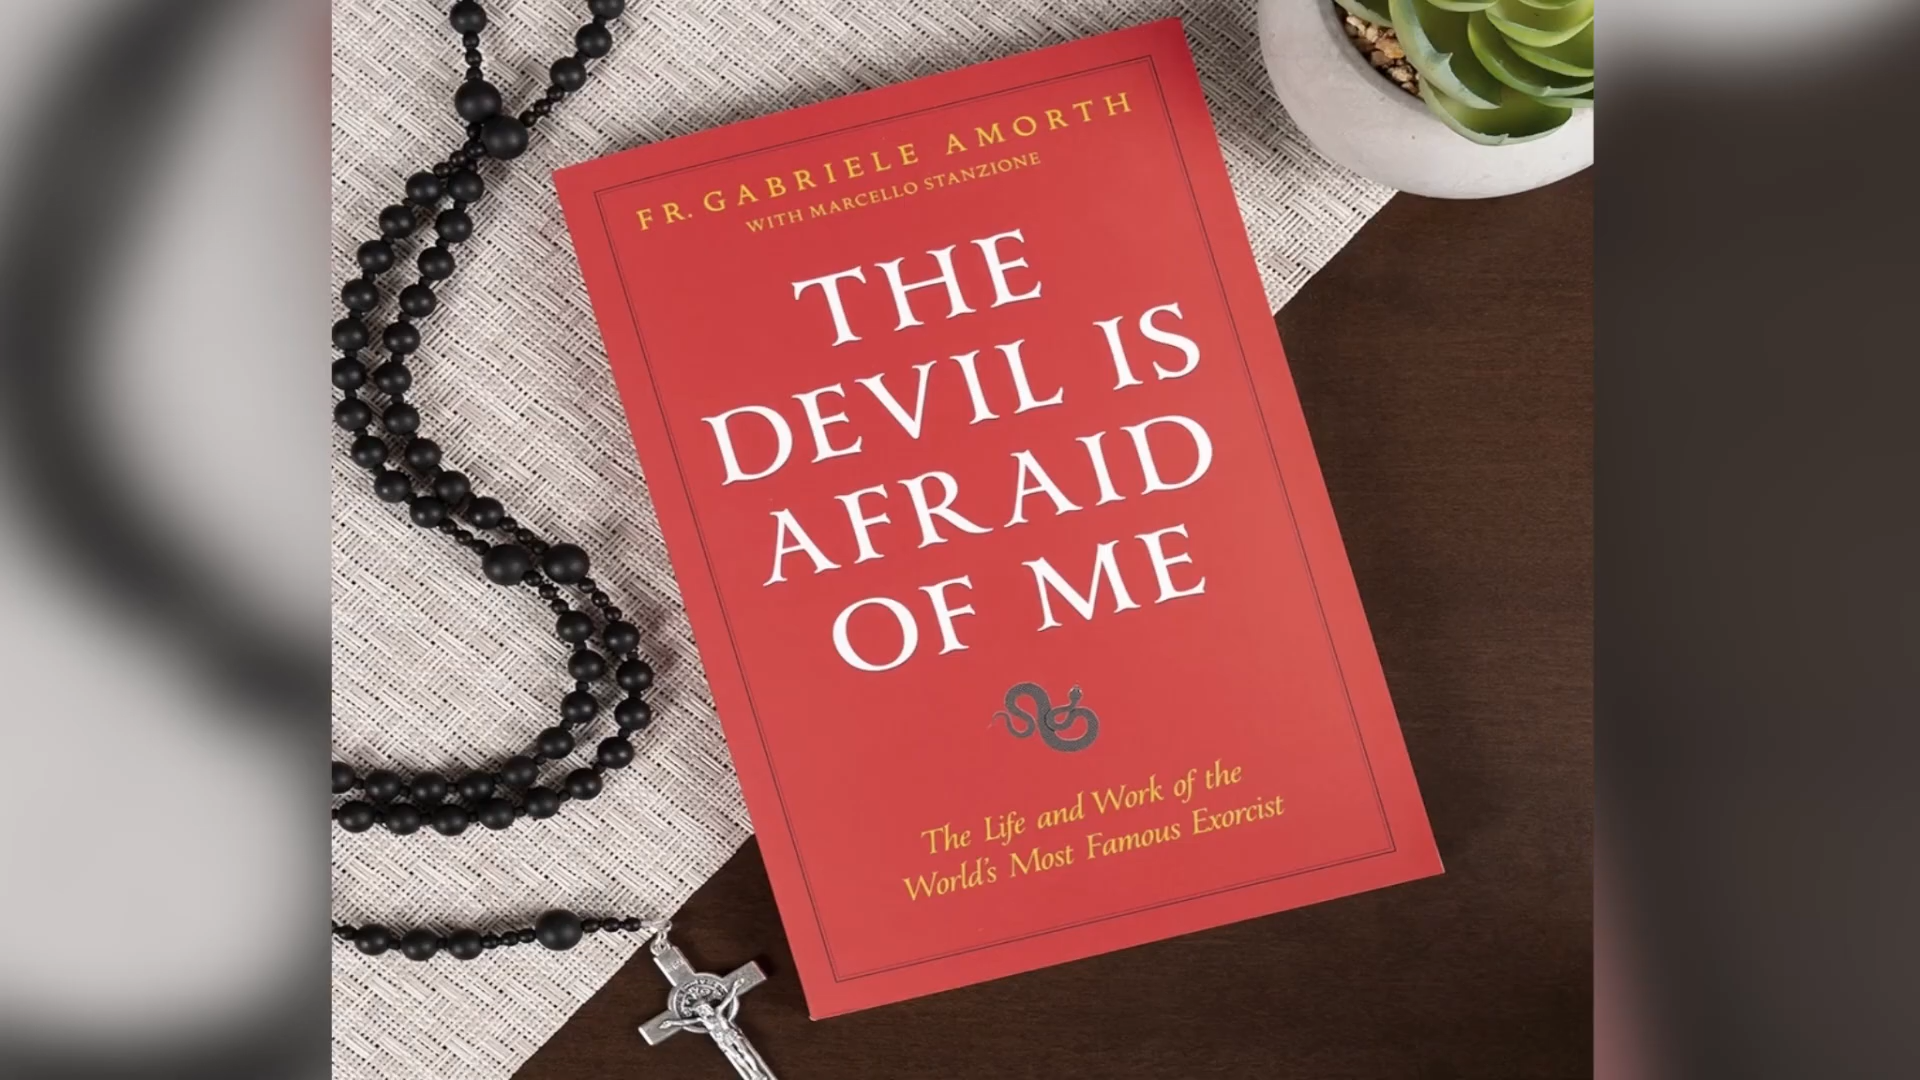 FR. GABRIELE AMORTH
WITH MARCELLO STANZIONE
THE
DEVIL IS
AFRAID
OF ME
The Life and Work of the
World's Most Famous Exorcist